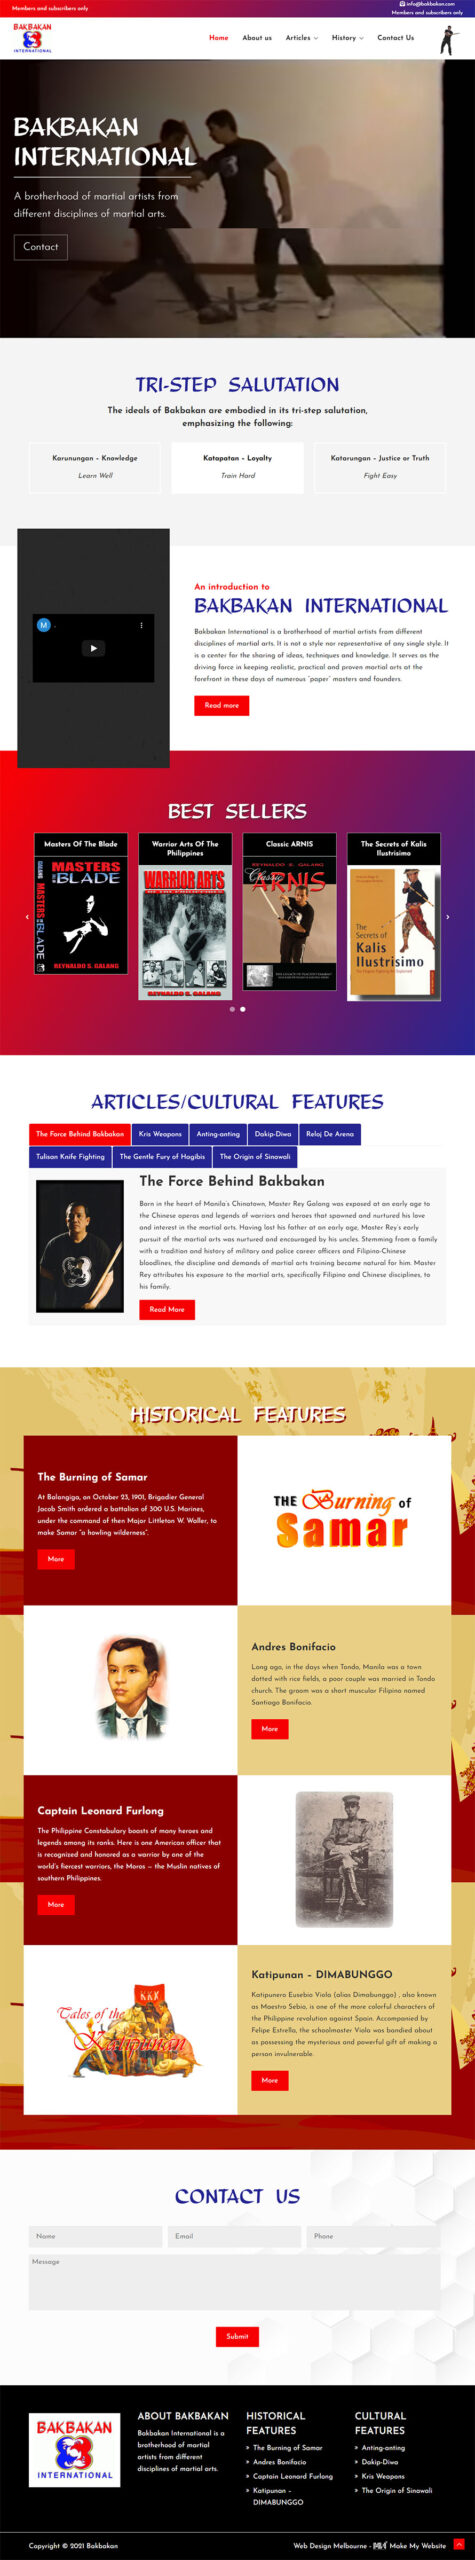 Members and subscribers only
info@bakbakan.com
Members and subscribers only
BAKBAKAN
INTERNATIONAL
Home
About us
Articles
History
Contact Us
BAKBAKAN
INTERNATIONAL
A brotherhood of martial artists from
different disciplines of martial arts.
Contact
TRI-STEP SALUTATION
The ideals of Bakbakan are embodied in its tri-step salutation,
emphasizing the following:
Karunungan – Knowledge
Learn Well
Katapatan – Loyalty
Train Hard
Katarungan – Justice or Truth
Fight Easy
M
An introduction to
BAKBAKAN INTERNATIONAL
Bakbakan International is a brotherhood of martial artists from different
disciplines of martial arts. It is not a style nor representative of any single style. It
is a center for the sharing of ideas, techniques and knowledge. It serves as the
driving force in keeping realistic, practical and proven martial arts at the
forefront in these days of numerous "paper" masters and founders.
Read more
BEST SELLERS
Masters Of The Blade
GALANG
MASTERS OF THE BLADE
MASTERS
OF THE BLADE
REYNALDO S. GALANG
Warrior Arts Of The
Philippines
WARRIOR ARTS
OF THE PHILIPPINES
REYNALDO S. GALANG
Classic ARNIS
REYNALDO S. GALANG
Classic
ARNIS
THE LEGACY OF PLACIDO YAMBAO
The Secrets of Kalis
Ilustrisimo
The
Secrets of
Kalis
Ilustrisimo
ARTICLES/CULTURAL FEATURES
The Force Behind Bakbakan
Kris Weapons
Anting-anting
Dakip-Diwa
Reloj De Arena
Tulisan Knife Fighting
The Gentle Fury of Hagibis
The Origin of Sinawali
The Force Behind Bakbakan
Born in the heart of Manila's Chinatown, Master Rey Galang was exposed at an early age to
the Chinese operas and legends of warriors and heroes that spawned and nurtured his love
and interest in the martial arts. Having lost his father at an early age, Master Rey's early
pursuit of the martial arts was nurtured and encouraged by his uncles. Stemming from a family
with a tradition and history of military and police career officers and Filipino-Chinese
bloodlines, the discipline and demands of martial arts training became natural for him. Master
Rey attributes his exposure to the martial arts, specifically Filipino and Chinese disciplines, to
his family.
Read More
HISTORICAL FEATURES
The Burning of Samar
At Balangiga, on October 23, 1901, Brigadier General
Jacob Smith ordered a battalion of 300 U.S. Marines,
under the command of then Major Littleton W. Waller, to
make Samar "a howling wilderness".
More
THE Burning of
Samar
Andres Bonifacio
Long ago, in the days when Tondo, Manila was a town
dotted with rice fields, a poor couple was married in Tondo
church. The groom was a short muscular Filipino named
Santiago Bonifacio.
More
Captain Leonard Furlong
The Philippine Constabulary boasts of many heroes and
legends among its ranks. Here is one American officer that
is recognized and honored as a warrior by one of the
world's fiercest warriors, the Moros — the Muslin natives of
southern Philippines.
More
KKK
Tales of the
Katipunan
Katipunan – DIMABUNGGO
Katipunero Eusebio Viola (alias Dimabunggo) , also known
as Maestro Sebio, is one of the more colorful characters of
the Philippine revolution against Spain. Accompanied by
Felipe Estrella, the schoolmaster Viola was bandied about
as possessing the mysterious and powerful gift of making a
person invulnerable.
More
CONTACT US
Name
Email
Phone
Message
Submit
BAKBAKAN
INTERNATIONAL
ABOUT BAKBAKAN
Bakbakan International is a
brotherhood of martial
artists from different
disciplines of martial arts.
HISTORICAL
FEATURES
The Burning of Samar
Andres Bonifacio
Captain Leonard Furlong
Katipunan –
DIMABUNGGO
CULTURAL
FEATURES
Anting-anting
Dakip-Diwa
Kris Weapons
The Origin of Sinawali
Copyright © 2021 Bakbakan
Web Design Melbourne - Make My Website